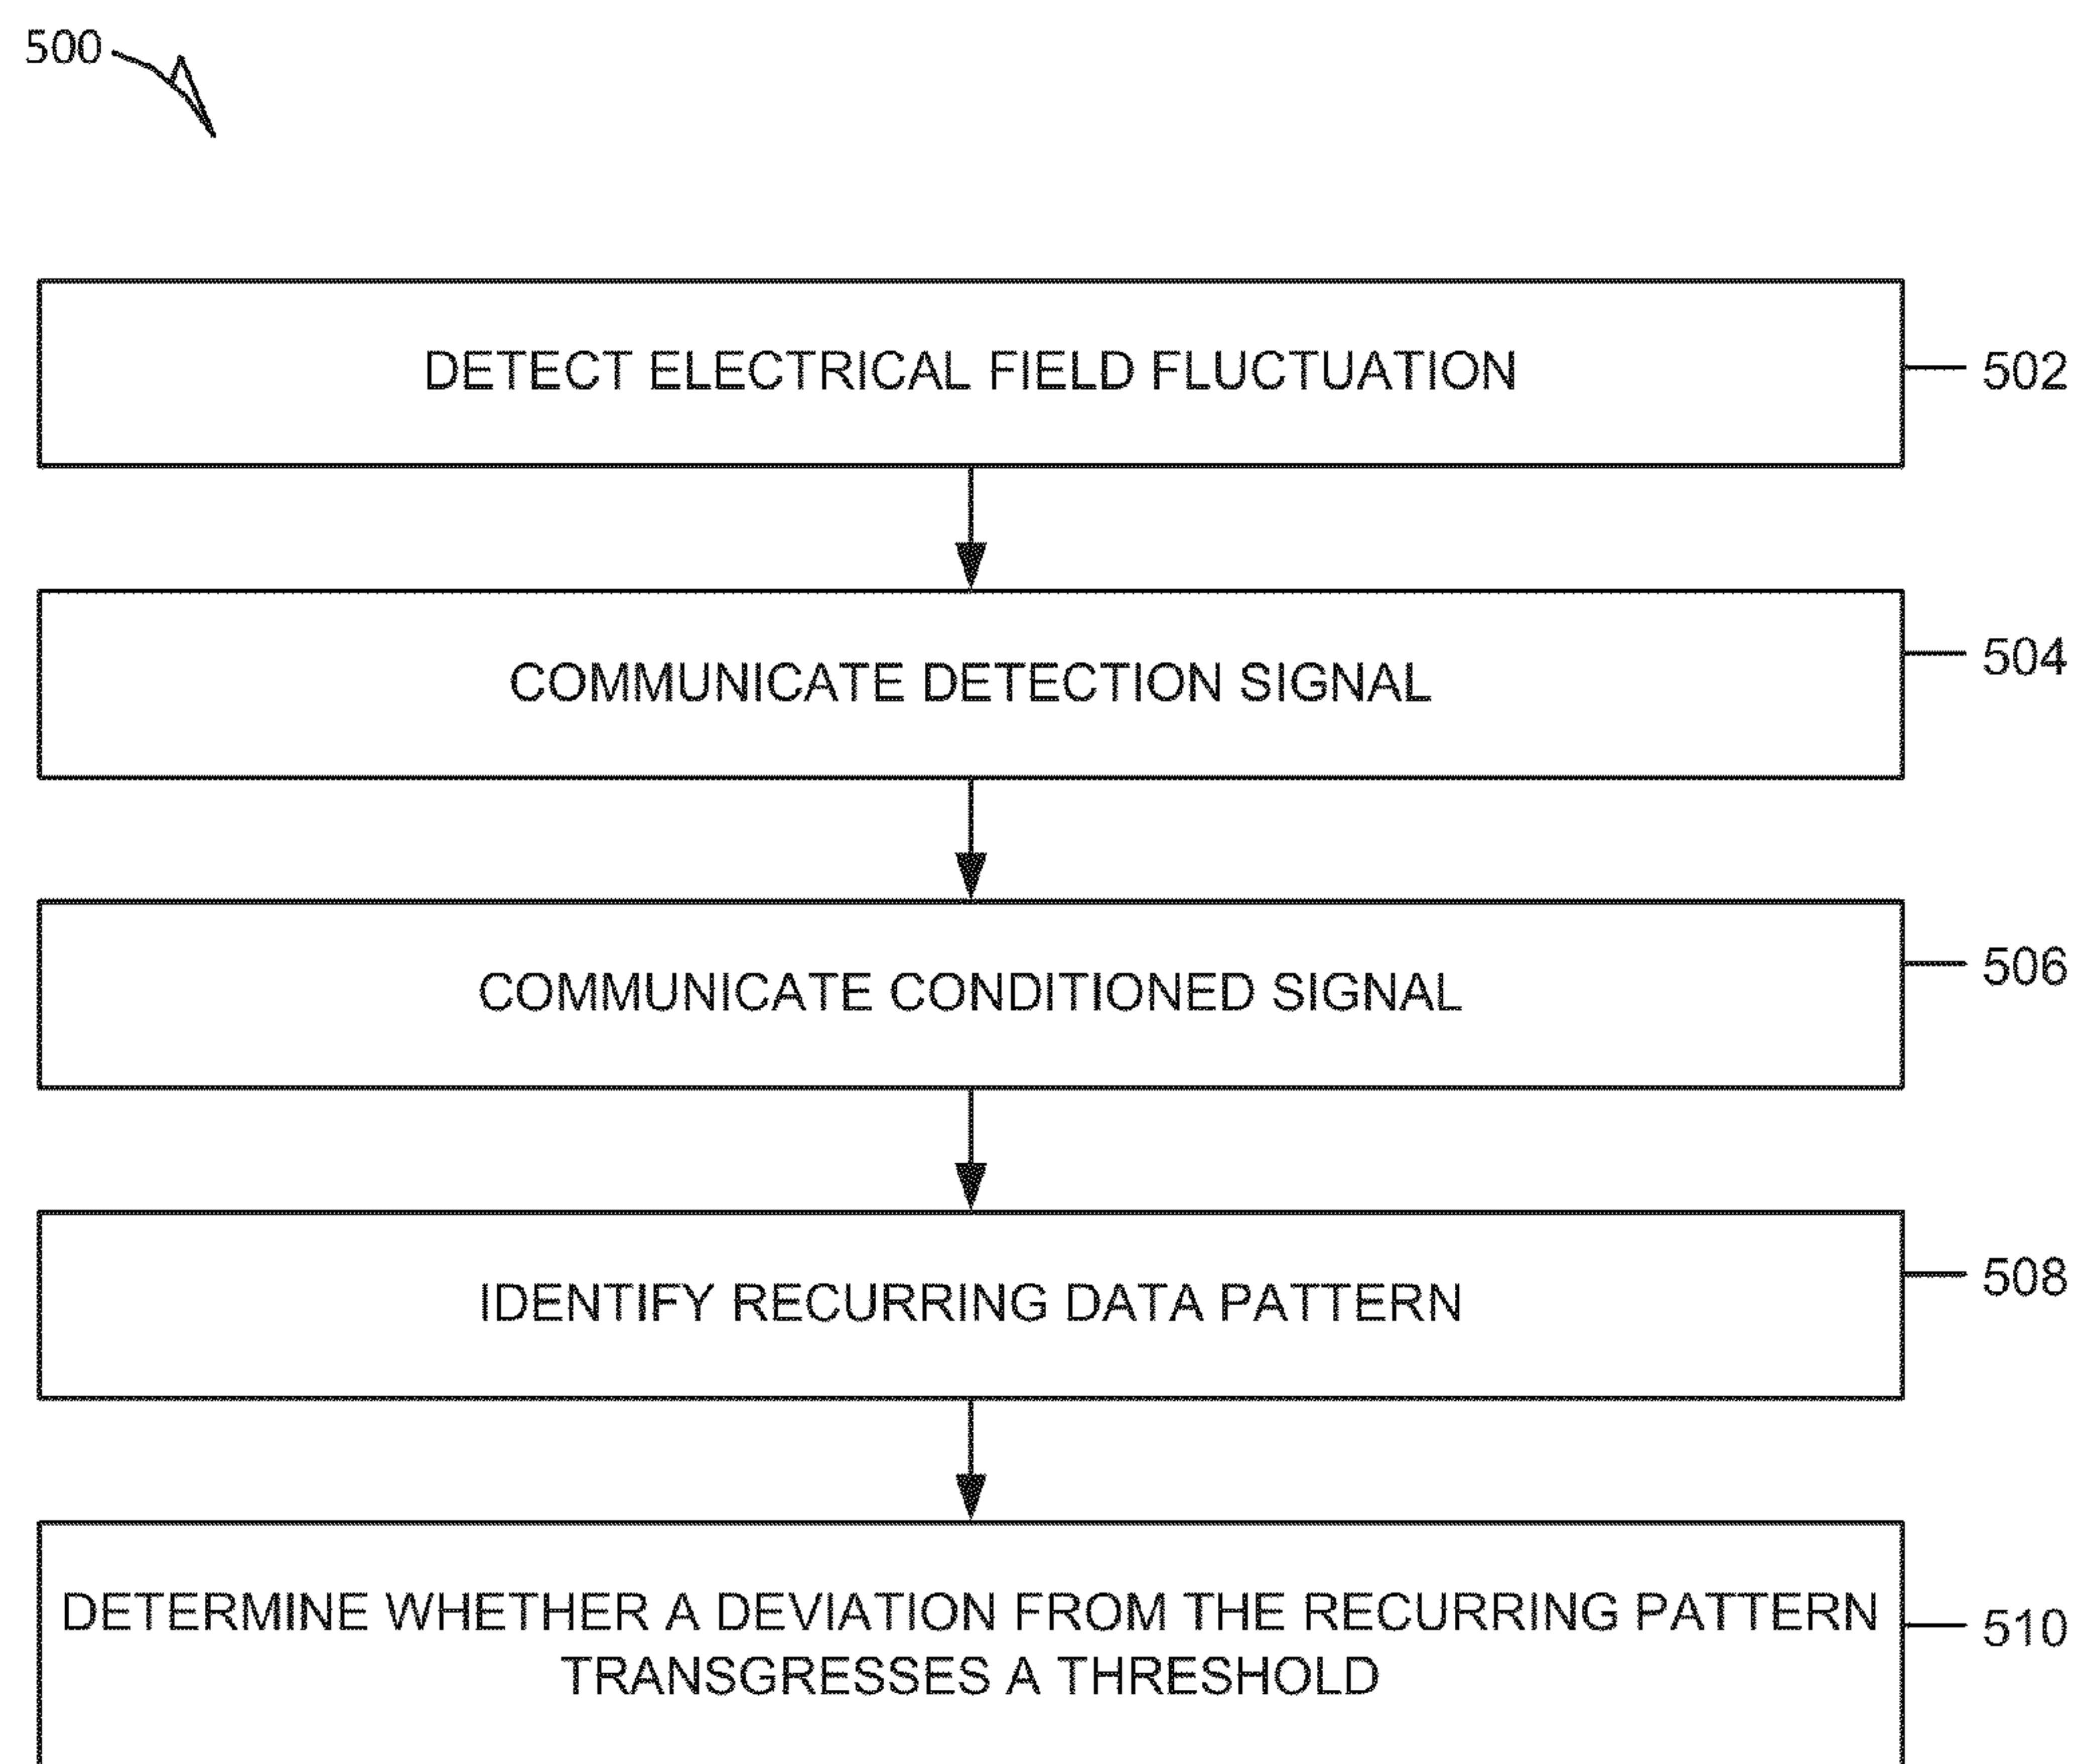 500
DETECT ELECTRICAL FIELD FLUCTUATION
502
COMMUNICATE DETECTION SIGNAL
504
COMMUNICATE CONDITIONED SIGNAL
506
IDENTIFY RECURRING DATA PATTERN
508
DETERMINE WHETHER A DEVIATION FROM THE RECURRING PATTERN
TRANSGRESSES A THRESHOLD
510